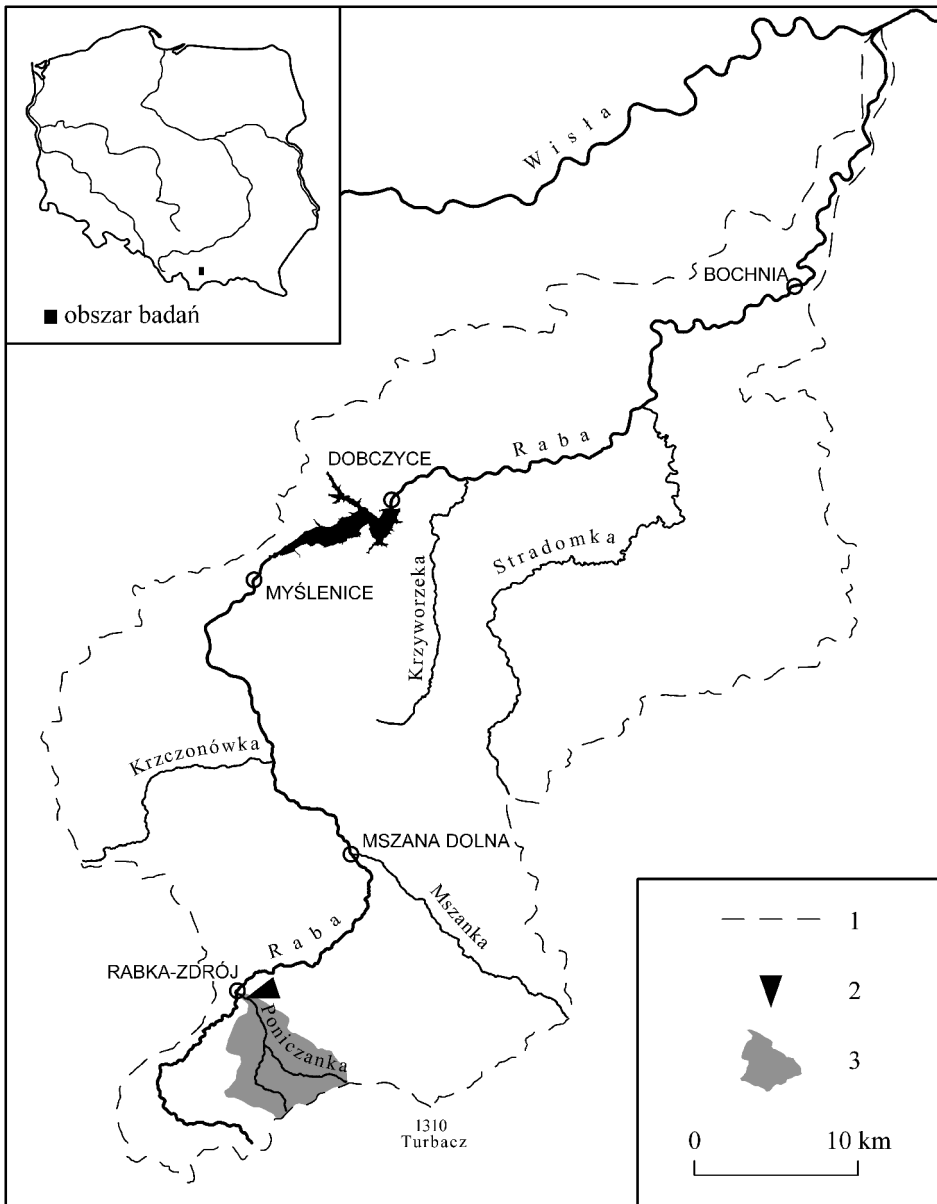 obszar badań
Wisła
BOCHNIA
Raba
DOBCZYCE
Stradomka
MYŚLENICE
Krzyworzeka
Krzczonówka
MSZANA DOLNA
Mszanka
Raba
RABKA-ZDRÓJ
Poniczanka
1310
Turbacz
1
2
3
0 10 km